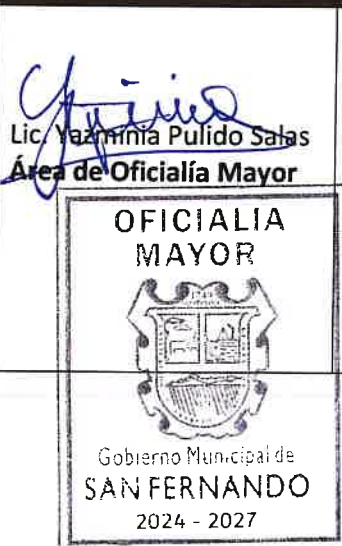 Lic. Yazminia Pulido Salas
Área de Oficialía Mayor
OFICIALIA
MAYOR
Gobierno Municipal de
SAN FERNANDO
2024 - 2027